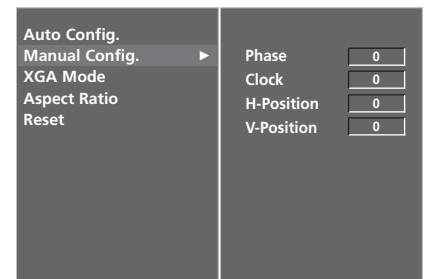 Auto Config.
Manual Config. ►
XGA Mode
Aspect Ratio
Reset
Phase 0
Clock 0
H-Position 0
V-Position 0